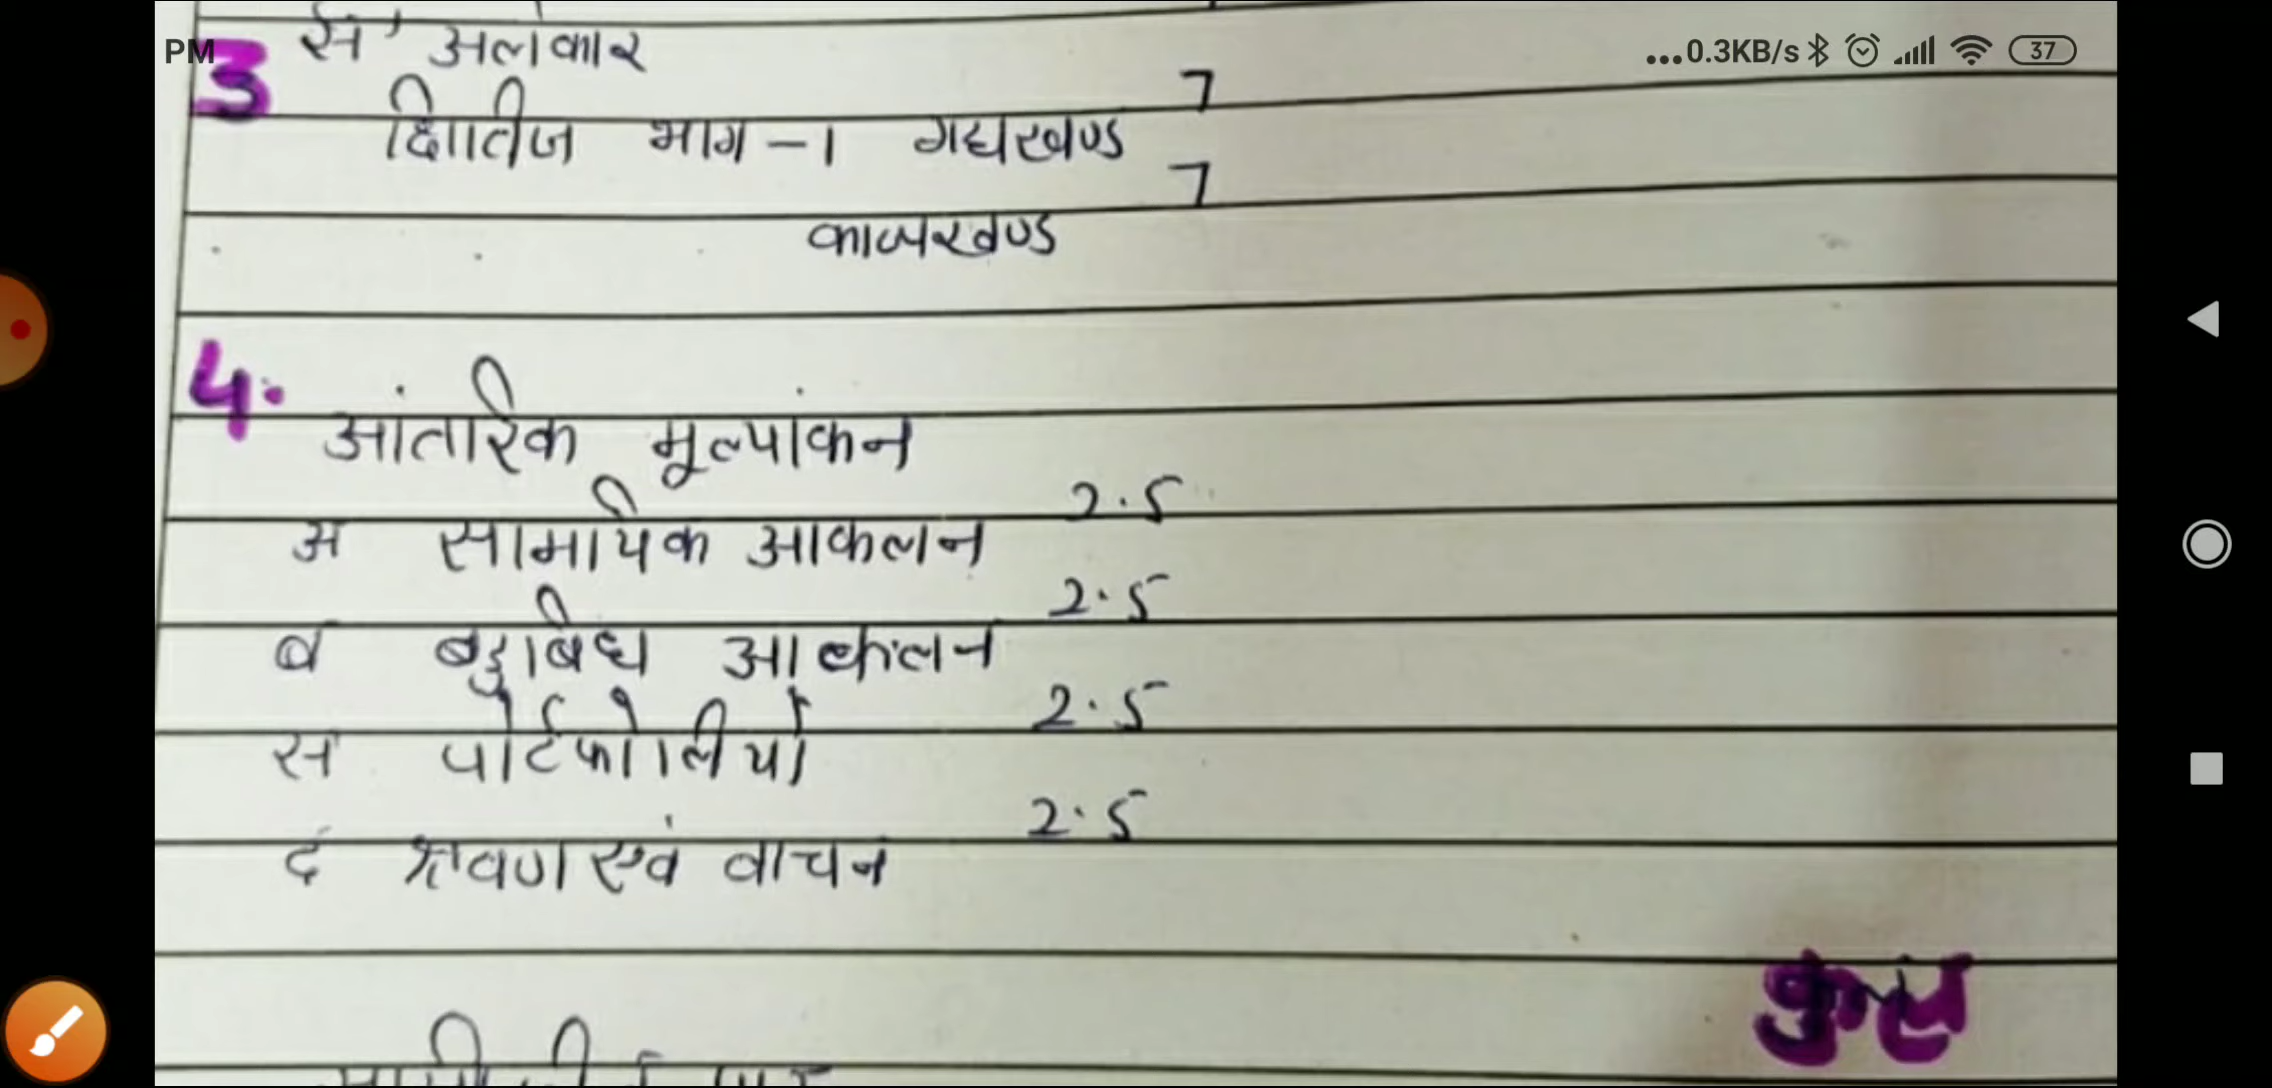 PM ...0.3KB/s 37
स' अलंकार
3 7
क्षितिज भाग -1 गद्यखण्ड
7
काव्यखण्ड
4.
आंतरिक मूल्यांकन
2.5
अ सामयिक आकलन
2.5
ब बहुबिध आकलन
2.5
स पोर्टफोलियो
2.5
द श्रवण एवं वाचन